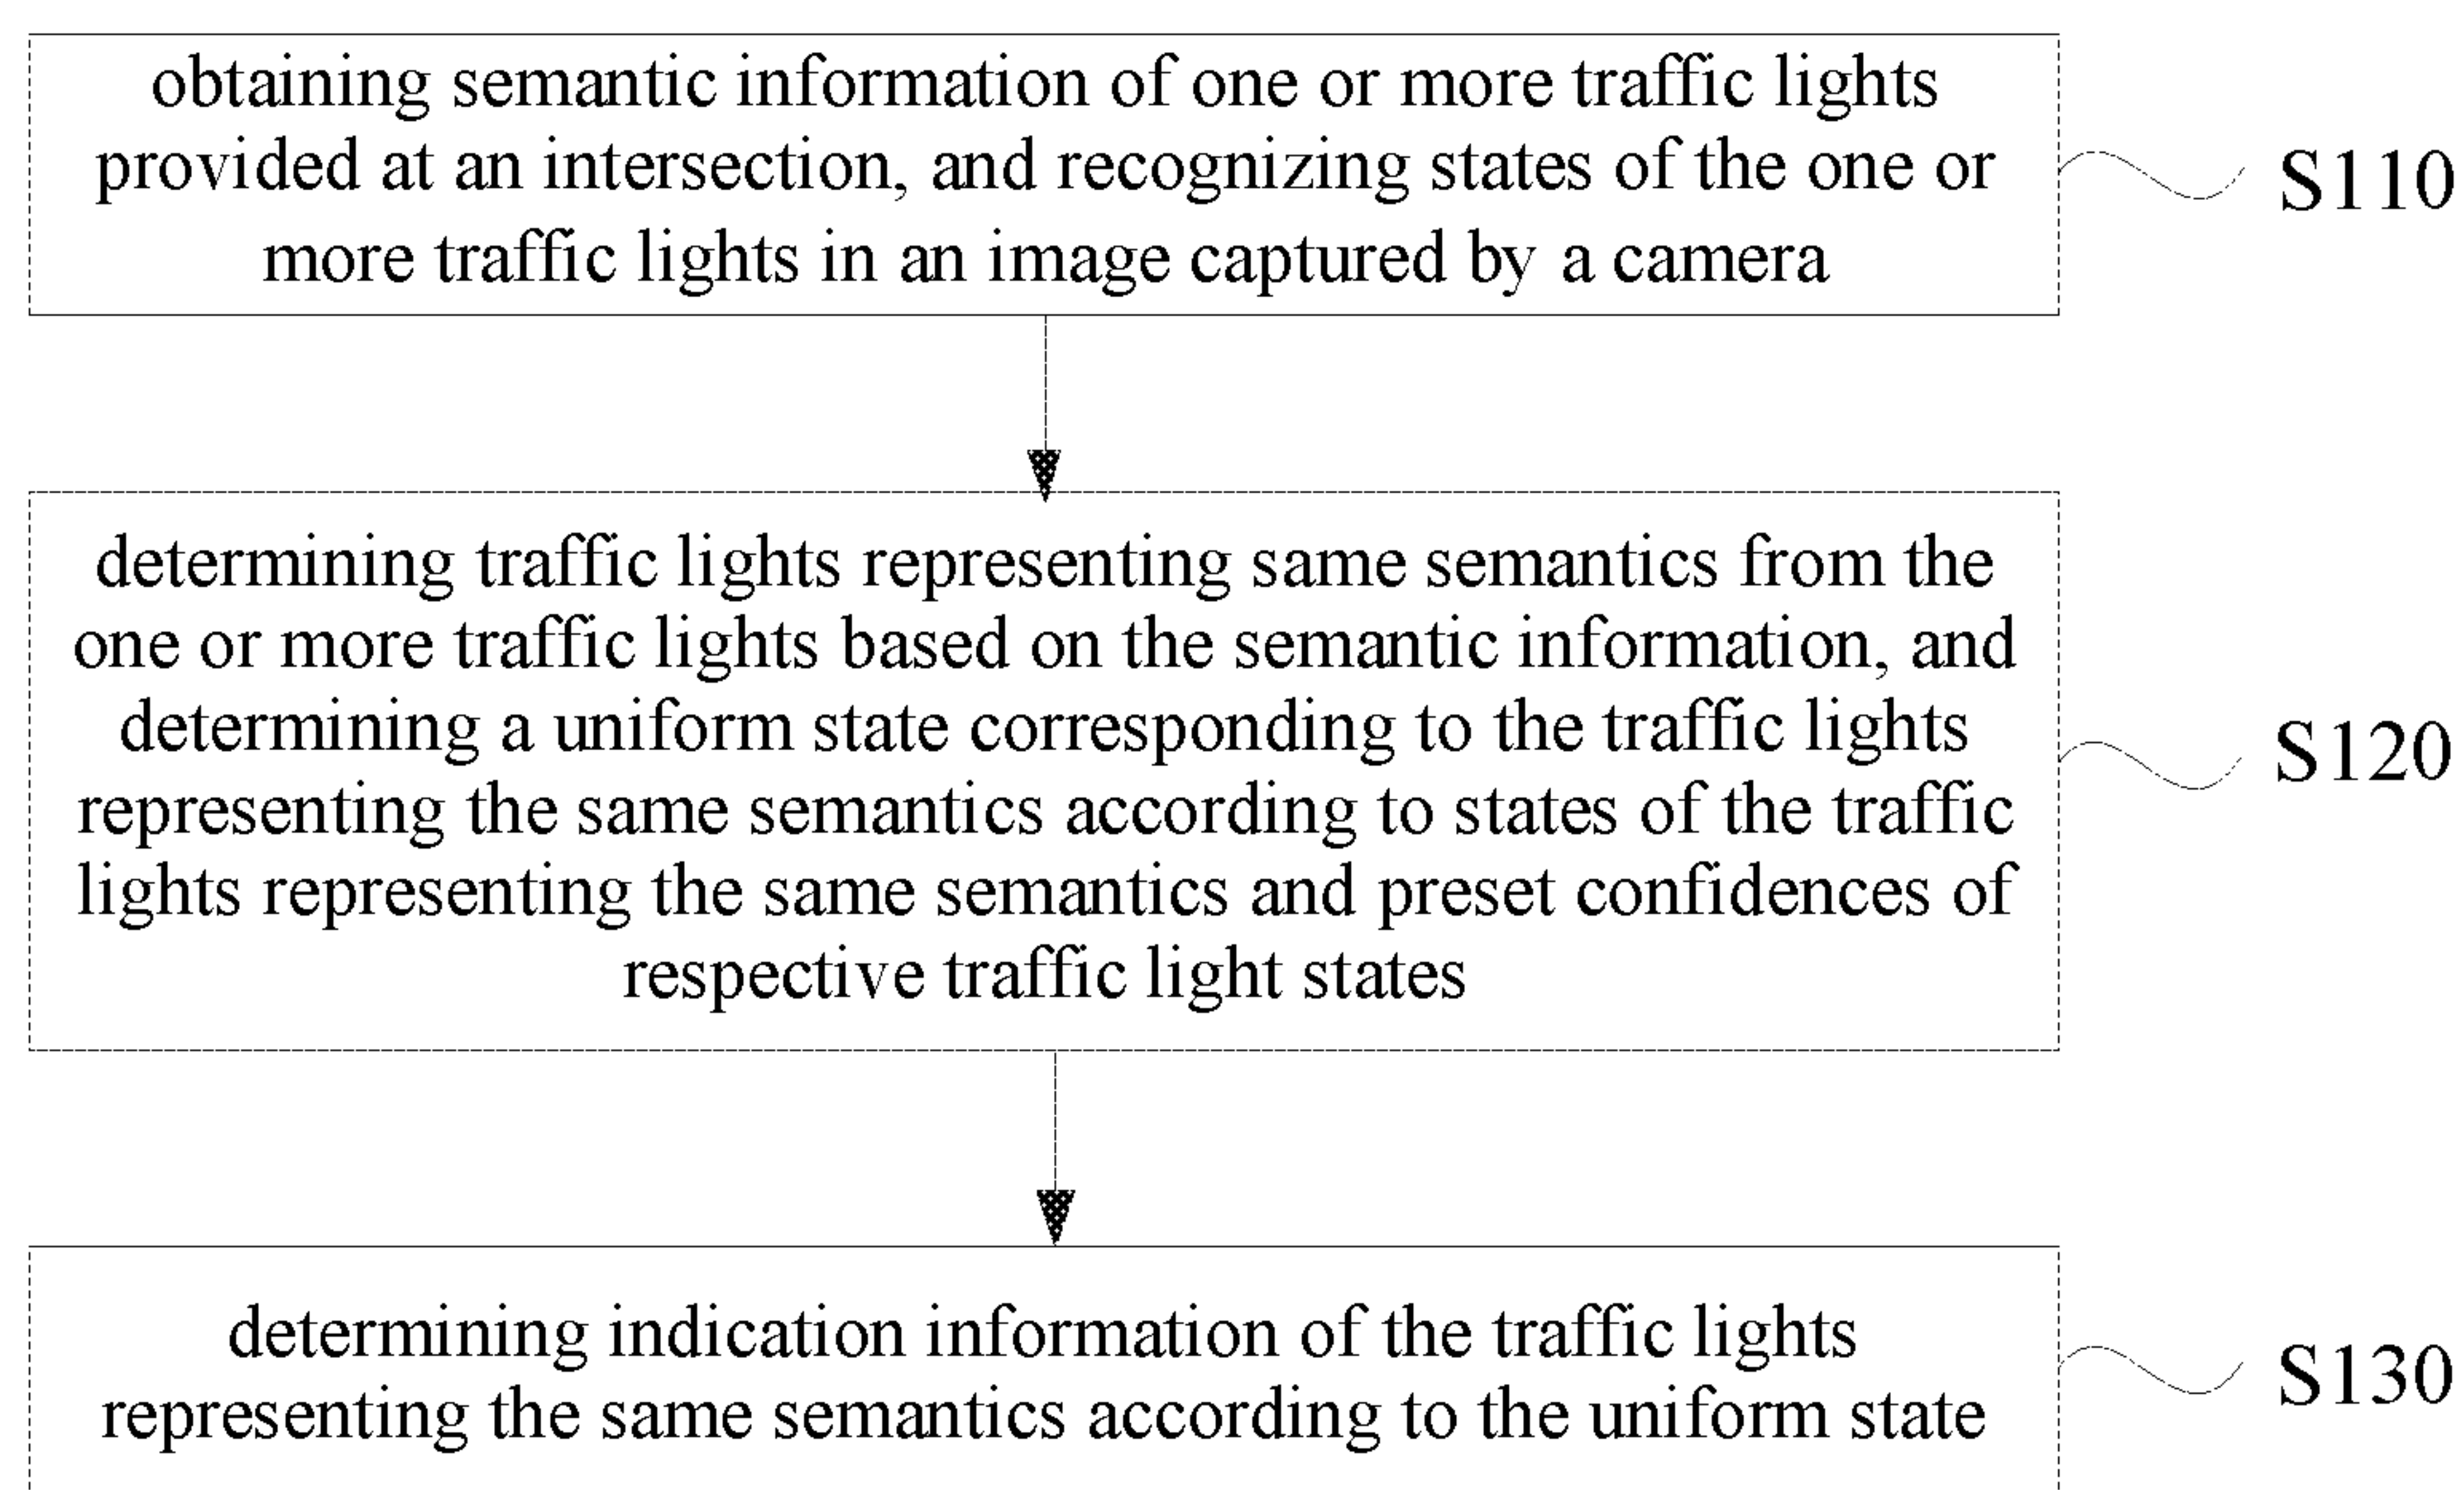 obtaining semantic information of one or more traffic lights
provided at an intersection, and recognizing states of the one or
more traffic lights in an image captured by a camera
S110
determining traffic lights representing same semantics from the
one or more traffic lights based on the semantic information, and
determining a uniform state corresponding to the traffic lights
representing the same semantics according to states of the traffic
lights representing the same semantics and preset confidences of
respective traffic light states
S120
determining indication information of the traffic lights
representing the same semantics according to the uniform state
S130